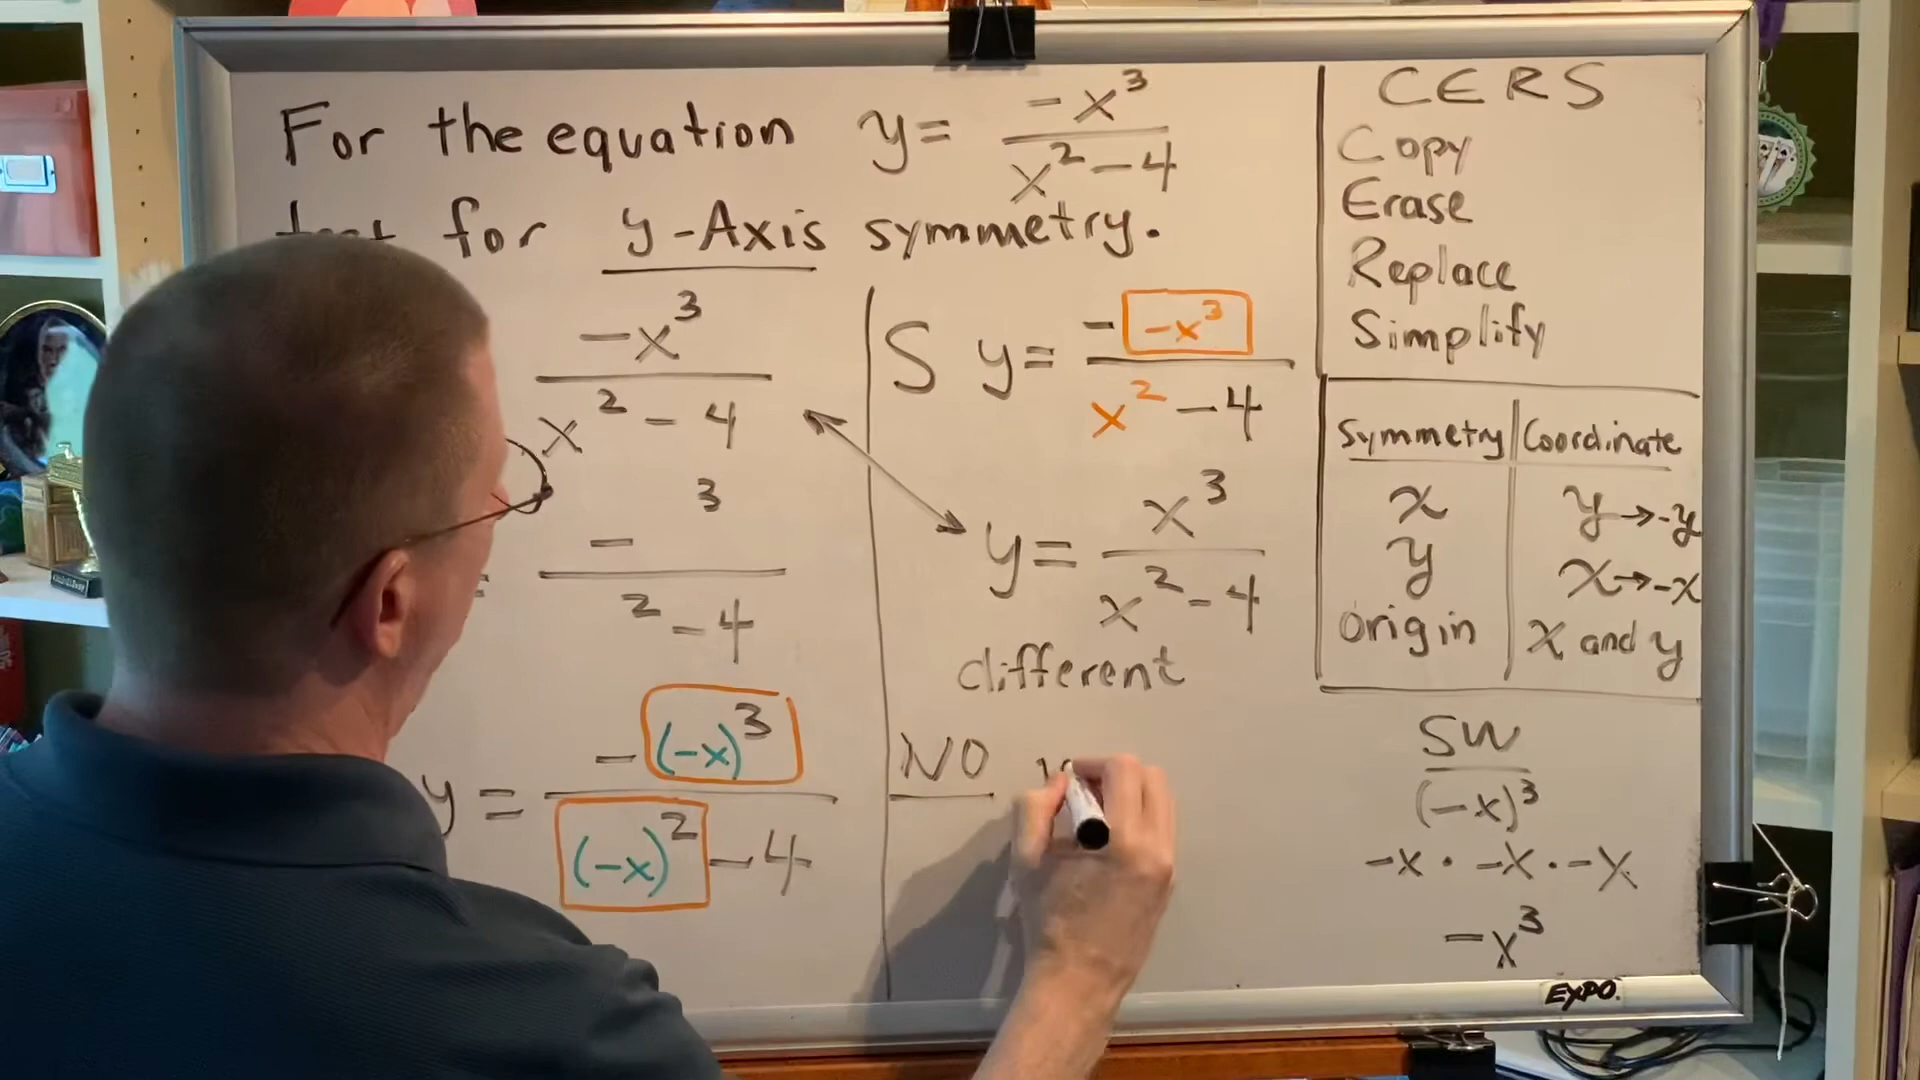 For the equation y = -x³ / x² - 4
for y-Axis symmetry.
-x³
x² - 4
- 3
2 - 4
y = -(-x)³
(-x)² - 4
S y = - -x³
x² - 4
y = x³
x² - 4
different
NO
CERS
Copy
Erase
Replace
Simplify
Symmetry Coordinate
x y → -y
y x → -x
origin x and y
SW
(-x)³
-x · -x · -x
-x³
EXPO.